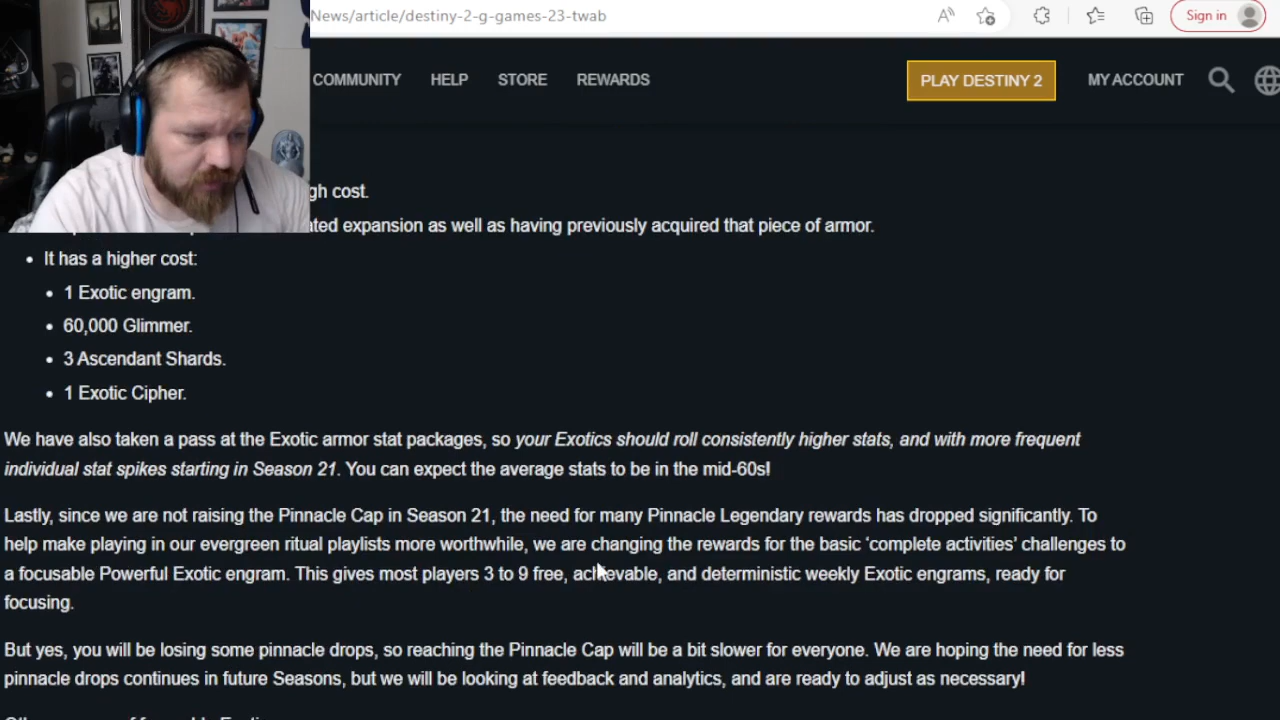 News/article/destiny-2-g-games-23-twab
Sign in
COMMUNITY HELP STORE REWARDS PLAY DESTINY 2 MY ACCOUNT
cost.
expansion as well as having previously acquired that piece of armor.
• It has a higher cost:
• 1 Exotic engram.
• 60,000 Glimmer.
• 3 Ascendant Shards.
• 1 Exotic Cipher.
We have also taken a pass at the Exotic armor stat packages, so your Exotics should roll consistently higher stats, and with more frequent
individual stat spikes starting in Season 21. You can expect the average stats to be in the mid-60s!
Lastly, since we are not raising the Pinnacle Cap in Season 21, the need for many Pinnacle Legendary rewards has dropped significantly. To
help make playing in our evergreen ritual playlists more worthwhile, we are changing the rewards for the basic ‘complete activities’ challenges to
a focusable Powerful Exotic engram. This gives most players 3 to 9 free, achievable, and deterministic weekly Exotic engrams, ready for
focusing.
But yes, you will be losing some pinnacle drops, so reaching the Pinnacle Cap will be a bit slower for everyone. We are hoping the need for less
pinnacle drops continues in future Seasons, but we will be looking at feedback and analytics, and are ready to adjust as necessary!